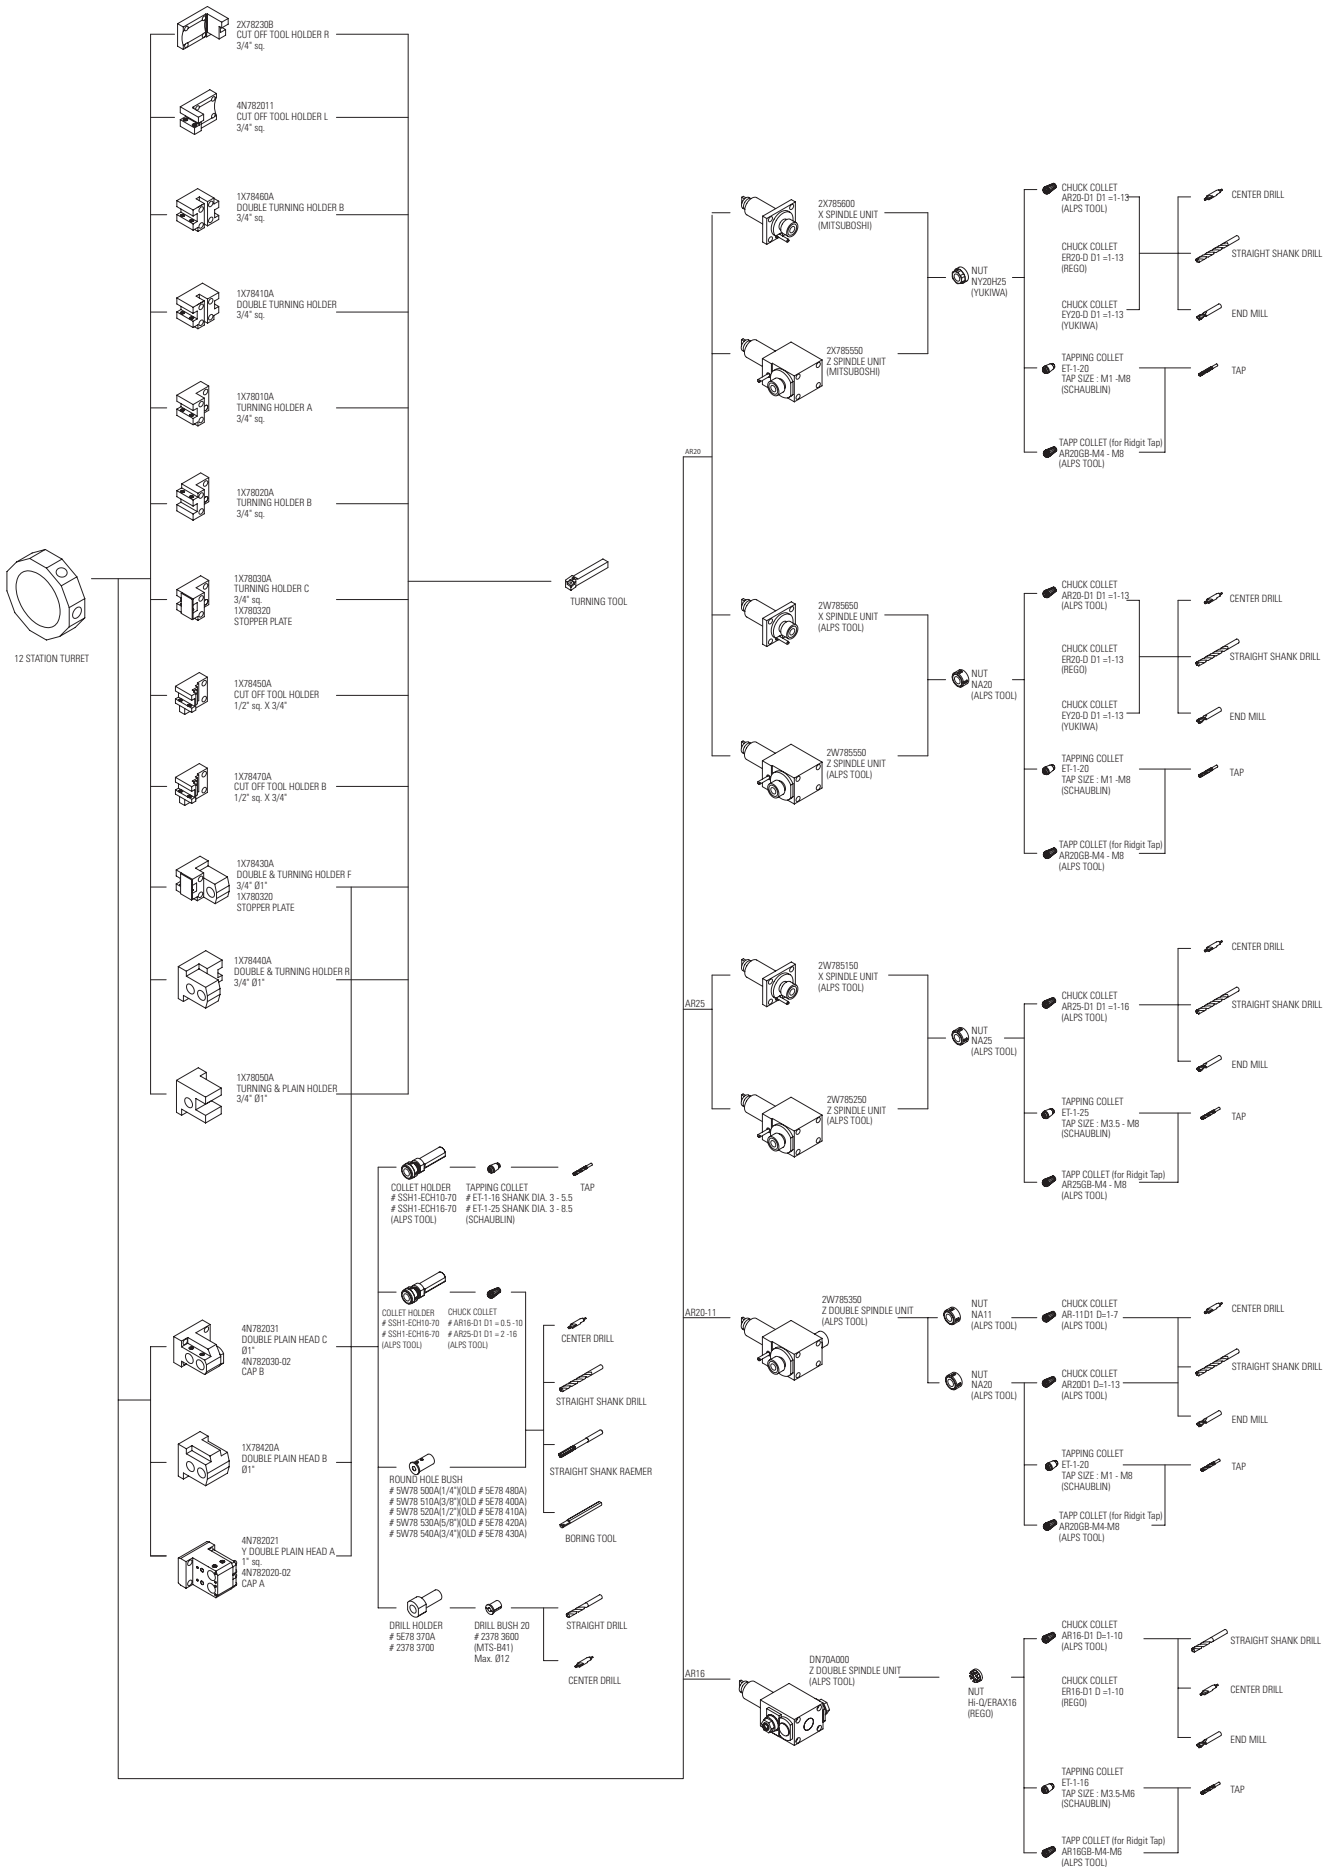 2X78230B
CUT OFF TOOL HOLDER R
3/4" sq.
4N782011
CUT OFF TOOL HOLDER L
3/4" sq.
1X78460A
DOUBLE TURNING HOLDER B
3/4" sq.
1X78410A
DOUBLE TURNING HOLDER
3/4" sq.
1X78010A
TURNING HOLDER A
3/4" sq.
1X78020A
TURNING HOLDER B
3/4" sq.
1X78030A
TURNING HOLDER C
3/4" sq.
1X780320
STOPPER PLATE
12 STATION TURRET
1X78450A
CUT OFF TOOL HOLDER
1/2" sq. X 3/4"
1X78470A
CUT OFF TOOL HOLDER B
1/2" sq. X 3/4"
1X78430A
DOUBLE & TURNING HOLDER F
3/4" Ø1"
1X780320
STOPPER PLATE
1X78440A
DOUBLE & TURNING HOLDER R
3/4" Ø1"
1X78050A
TURNING & PLAIN HOLDER
3/4" Ø1"
4N782031
DOUBLE PLAIN HEAD C
Ø1"
4N782030-02
CAP B
1X78420A
DOUBLE PLAIN HEAD B
Ø1"
4N782021
Y DOUBLE PLAIN HEAD A
1" sq.
4N782020-02
CAP A
TURNING TOOL
COLLET HOLDER
# SSH1-ECH10-70
# SSH1-ECH16-70
(ALPS TOOL)
TAPPING COLLET
# ET-1-16 SHANK DIA. 3 - 5.5
# ET-1-25 SHANK DIA. 3 - 8.5
(SCHAUBLIN)
TAP
COLLET HOLDER
# SSH1-ECH10-70
# SSH1-ECH16-70
(ALPS TOOL)
CHUCK COLLET
# AR16-D1 D1 = 0.5 -10
# AR25-D1 D1 = 2 -16
(ALPS TOOL)
CENTER DRILL
STRAIGHT SHANK DRILL
STRAIGHT SHANK RAEMER
BORING TOOL
ROUND HOLE BUSH
# 5W78 500A(1/4")(OLD # 5E78 480A)
# 5W78 510A(3/8")(OLD # 5E78 400A)
# 5W78 520A(1/2")(OLD # 5E78 410A)
# 5W78 530A(5/8")(OLD # 5E78 420A)
# 5W78 540A(3/4")(OLD # 5E78 430A)
DRILL HOLDER
# 5E78 370A
# 2378 3700
DRILL BUSH 20
# 2378 3600
(MTS-B41)
Max. Ø12
STRAIGHT DRILL
CENTER DRILL
AR20
2X785600
X SPINDLE UNIT
(MITSUBOSHI)
2X785550
Z SPINDLE UNIT
(MITSUBOSHI)
NUT
NY20H25
(YUKIWA)
CHUCK COLLET
AR20-D1 D1 =1-13
(ALPS TOOL)
CHUCK COLLET
ER20-D D1 =1-13
(REGO)
CHUCK COLLET
EY20-D D1 =1-13
(YUKIWA)
TAPPING COLLET
ET-1-20
TAP SIZE : M1 -M8
(SCHAUBLIN)
TAPP COLLET (for Ridgit Tap)
AR20GB-M4 - M8
(ALPS TOOL)
CENTER DRILL
STRAIGHT SHANK DRILL
END MILL
TAP
2W785650
X SPINDLE UNIT
(ALPS TOOL)
2W785550
Z SPINDLE UNIT
(ALPS TOOL)
NUT
NA20
(ALPS TOOL)
CHUCK COLLET
AR20-D1 D1 =1-13
(ALPS TOOL)
CHUCK COLLET
ER20-D D1 =1-13
(REGO)
CHUCK COLLET
EY20-D D1 =1-13
(YUKIWA)
TAPPING COLLET
ET-1-20
TAP SIZE : M1 -M8
(SCHAUBLIN)
TAPP COLLET (for Ridgit Tap)
AR20GB-M4 - M8
(ALPS TOOL)
CENTER DRILL
STRAIGHT SHANK DRILL
END MILL
TAP
AR25
2W785150
X SPINDLE UNIT
(ALPS TOOL)
2W785250
Z SPINDLE UNIT
(ALPS TOOL)
NUT
NA25
(ALPS TOOL)
CHUCK COLLET
AR25-D1 D1 =1-16
(ALPS TOOL)
TAPPING COLLET
ET-1-25
TAP SIZE : M3.5 - M8
(SCHAUBLIN)
TAPP COLLET (for Ridgit Tap)
AR25GB-M4 - M8
(ALPS TOOL)
CENTER DRILL
STRAIGHT SHANK DRILL
END MILL
TAP
AR20-11
2W785350
Z DOUBLE SPINDLE UNIT
(ALPS TOOL)
NUT
NA11
(ALPS TOOL)
NUT
NA20
(ALPS TOOL)
CHUCK COLLET
AR-11D1 D=1-7
(ALPS TOOL)
CHUCK COLLET
AR20D1 D=1-13
(ALPS TOOL)
TAPPING COLLET
ET-1-20
TAP SIZE : M1 - M8
(SCHAUBLIN)
TAPP COLLET (for Ridgit Tap)
AR20GB-M4-M8
(ALPS TOOL)
CENTER DRILL
STRAIGHT SHANK DRILL
END MILL
TAP
AR16
DN70A000
Z DOUBLE SPINDLE UNIT
(ALPS TOOL)
NUT
Hi-Q/ERAX16
(REGO)
CHUCK COLLET
AR16-D1 D=1-10
(ALPS TOOL)
CHUCK COLLET
ER16-D1 D =1-10
(REGO)
TAPPING COLLET
ET-1-16
TAP SIZE : M3.5-M6
(SCHAUBLIN)
TAPP COLLET (for Ridgit Tap)
AR16GB-M4-M6
(ALPS TOOL)
STRAIGHT SHANK DRILL
CENTER DRILL
END MILL
TAP